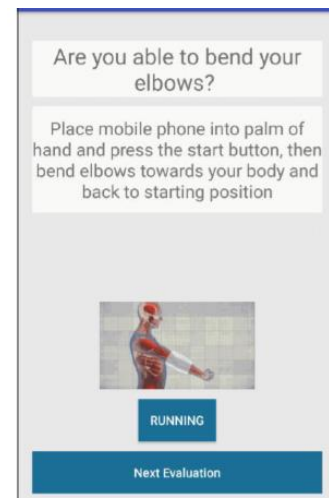 Are you able to bend your
elbows?
Place mobile phone into palm of
hand and press the start button, then
bend elbows towards your body and
back to starting position
RUNNING
Next Evaluation